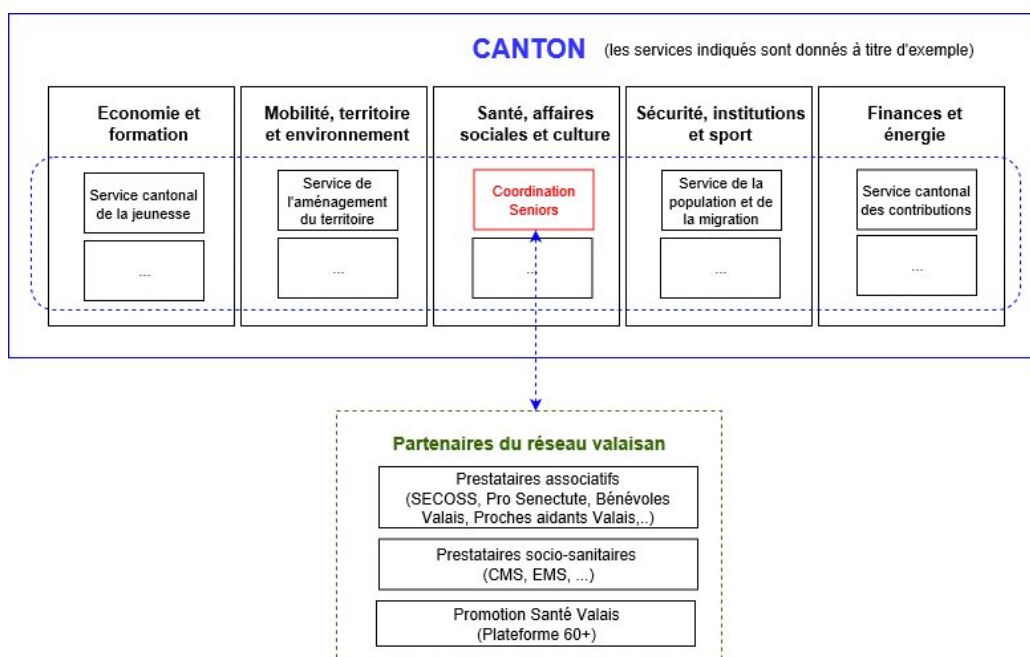 CANTON (les services indiqués sont donnés à titre d'exemple)
Economie et
formation
Service cantonal
de la jeunesse
...
Mobilité, territoire
et environnement
Service de
l'aménagement
du territoire
...
Santé, affaires
sociales et culture
Coordination
Seniors
...
Sécurité, institutions
et sport
Service de la
population et de
la migration
...
Finances et
énergie
Service cantonal
des contributions
...
Partenaires du réseau valaisan
Prestataires associatifs
(SECOSS, Pro Senectute, Bénévoles
Valais, Proches aidants Valais,..)
Prestataires socio-sanitaires
(CMS, EMS, ...)
Promotion Santé Valais
(Plateforme 60+)